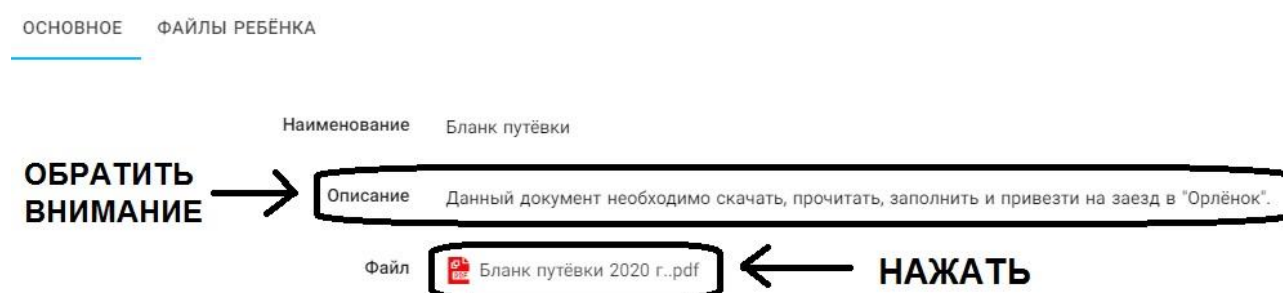 ОСНОВНОЕ ФАЙЛЫ РЕБЁНКА
Наименование Бланк путёвки
ОБРАТИТЬ
ВНИМАНИЕ
Описание Данный документ необходимо скачать, прочитать, заполнить и привезти на заезд в "Орлёнок".
Файл Бланк путёвки 2020 г..pdf НАЖАТЬ